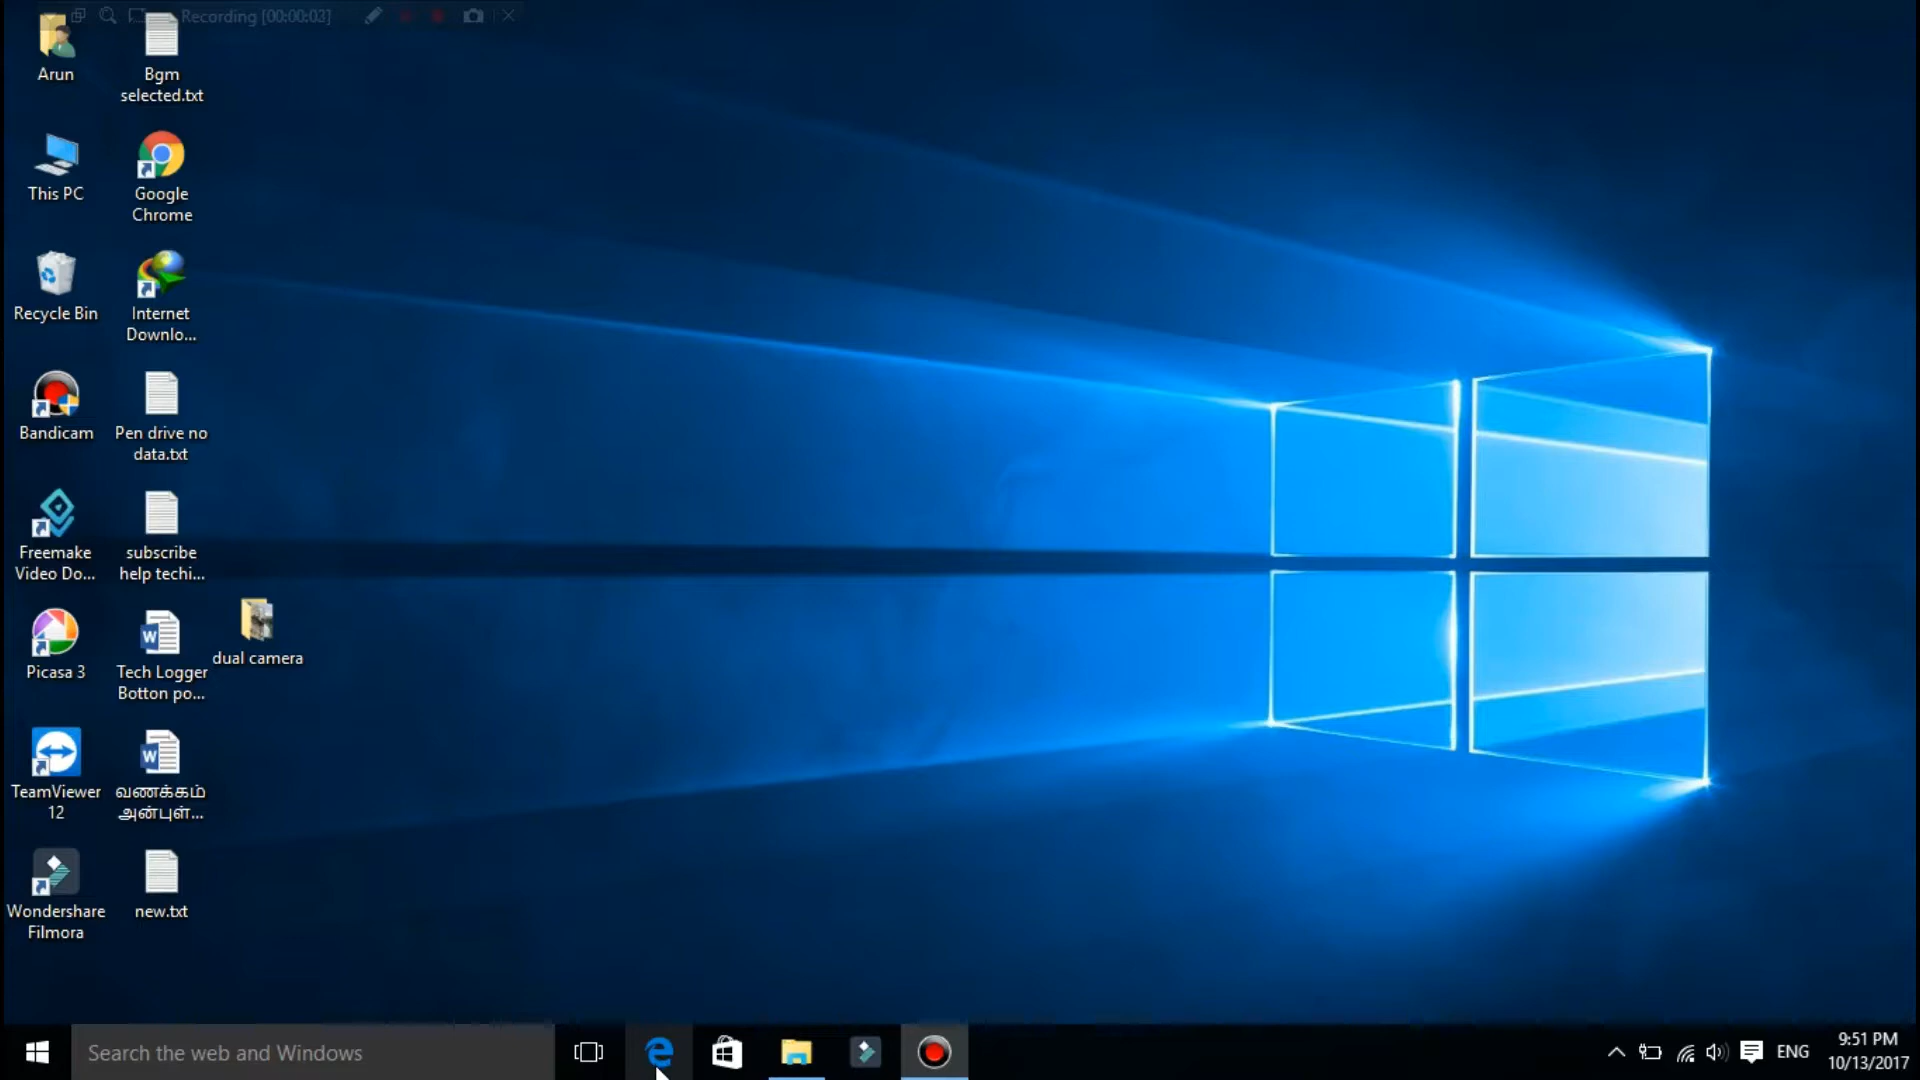 Recording [00:00:03]
Arun
Bgm
selected.txt
This PC
Google
Chrome
Recycle Bin
Internet
Downlo...
Bandicam
Pen drive no
data.txt
Freemake
Video Do...
subscribe
help techi...
Picasa 3
Tech Logger
Botton po...
dual camera
TeamViewer
12
வணக்கம்
அன்புள்...
Wondershare
Filmora
new.txt
Search the web and Windows
ENG
9:51 PM
10/13/2017